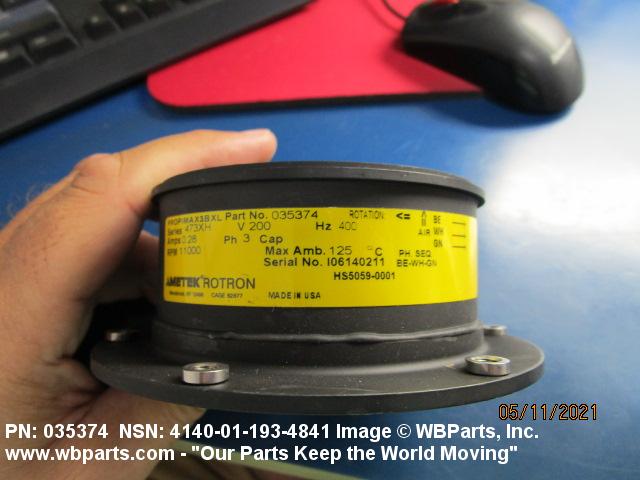 PROPIMAX3BXL Part No. 035374 ROTATION: <= A BE
Series 473XH V 200 Hz 400 AIR WH
Amps 0.28 Ph 3 Cap B GN
RPM 11000 Max Amb. 125 °C PH. SEQ.
Serial No. I06140211 BE-WH-GN
HS5059-0001
AMETEK ROTRON
CAGE 82877 MADE IN USA
05/11/2021
PN: 035374 NSN: 4140-01-193-4841 Image © WBParts, Inc.
www.wbparts.com - "Our Parts Keep the World Moving"